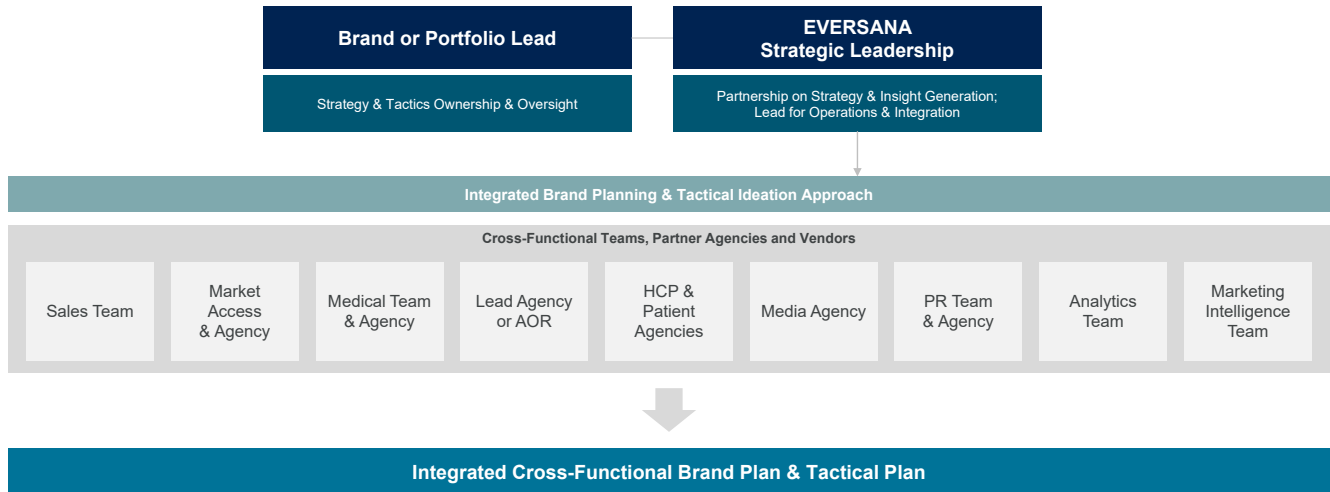 Brand or Portfolio Lead
EVERSANA
Strategic Leadership
Strategy & Tactics Ownership & Oversight
Partnership on Strategy & Insight Generation;
Lead for Operations & Integration
Integrated Brand Planning & Tactical Ideation Approach
Cross-Functional Teams, Partner Agencies and Vendors
Sales Team
Market
Access
& Agency
Medical Team
& Agency
Lead Agency
or AOR
HCP &
Patient
Agencies
Media Agency
PR Team
& Agency
Analytics
Team
Marketing
Intelligence
Team
Integrated Cross-Functional Brand Plan & Tactical Plan